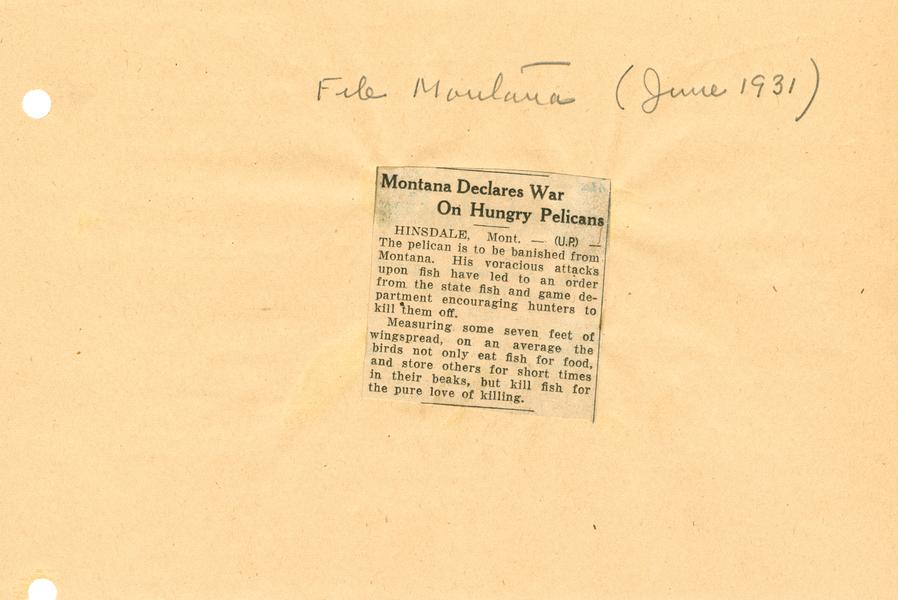 File Montana (June 1931)
Montana Declares War
On Hungry Pelicans
HINSDALE, Mont. — (U.P.) —
The pelican is to be banished from
Montana. His voracious attacks
upon fish have led to an order
from the state fish and game de-
partment encouraging hunters to
kill them off.
Measuring some seven feet of
wingspread, on an average the
birds not only eat fish for food,
and store others for short times
in their beaks, but kill fish for
the pure love of killing.